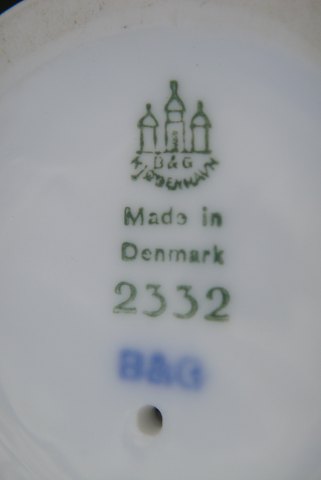 B&G
KJØBENHAVN
Made in
Denmark
2332
B&G